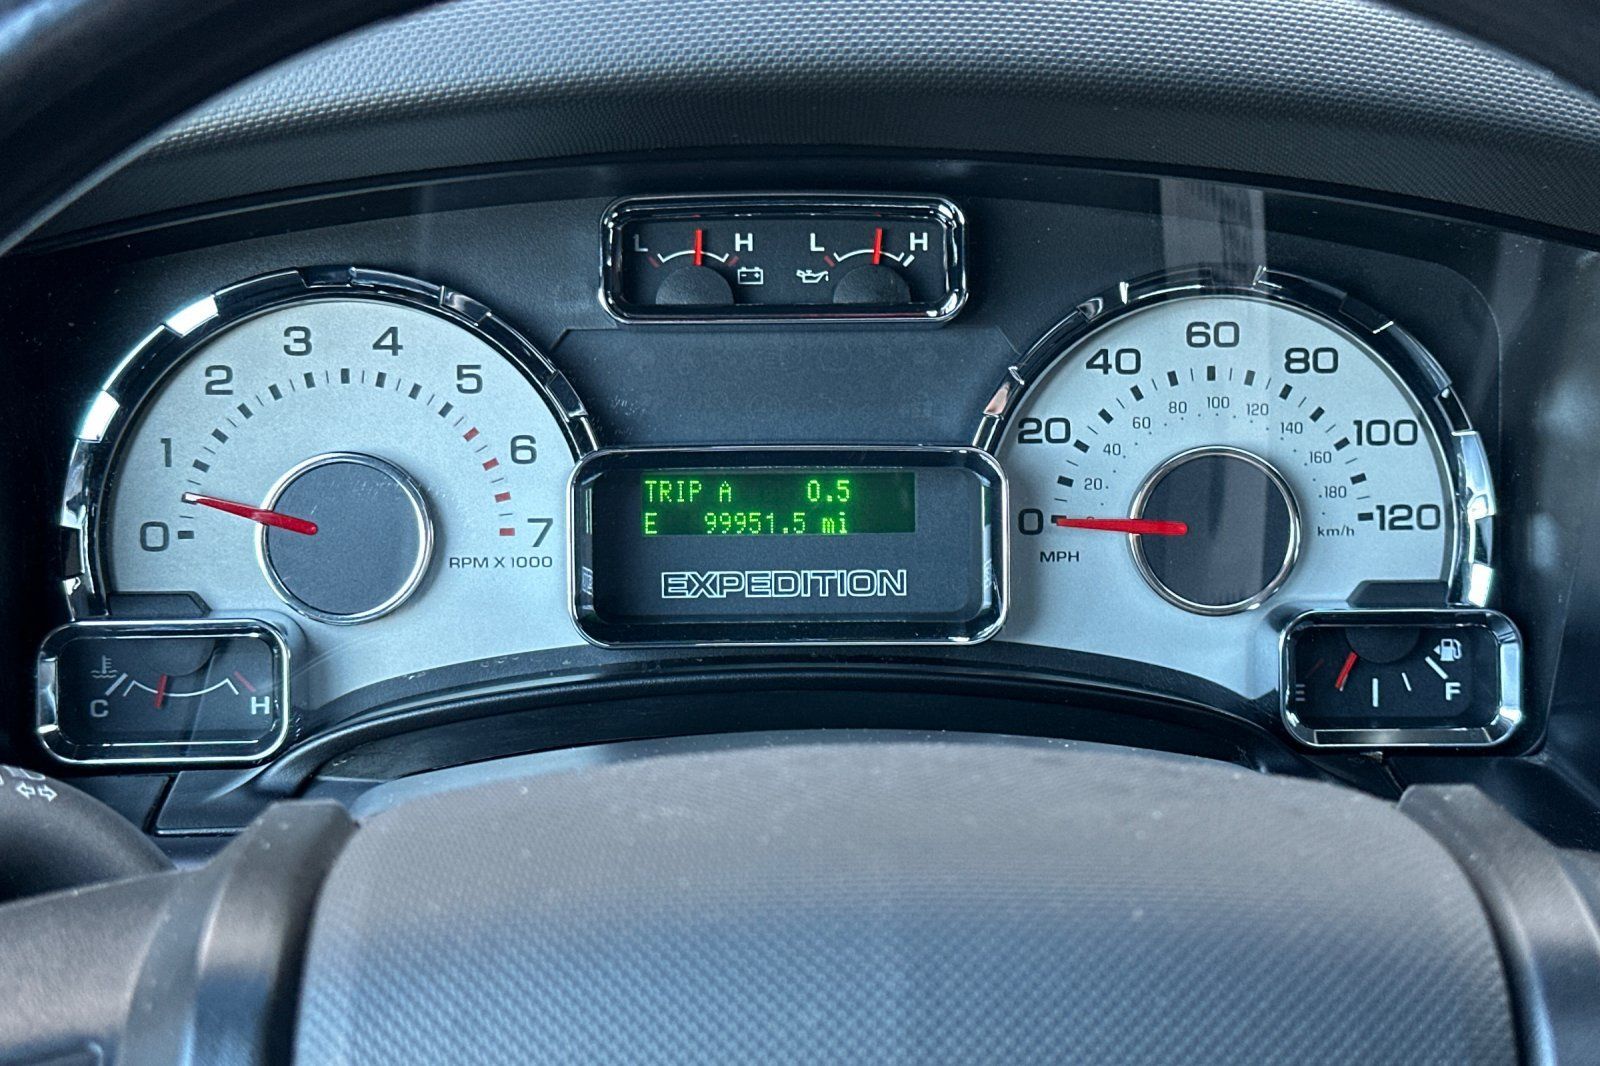 L H L H
0 1 2 3 4 5 6 7
RPM X 1000
TRIP A 0.5
E 99951.5 mi
EXPEDITION
0 20 40 60 80 100 120
20 40 60 80 100 120 140 160 180
MPH
km/h
C H
E F